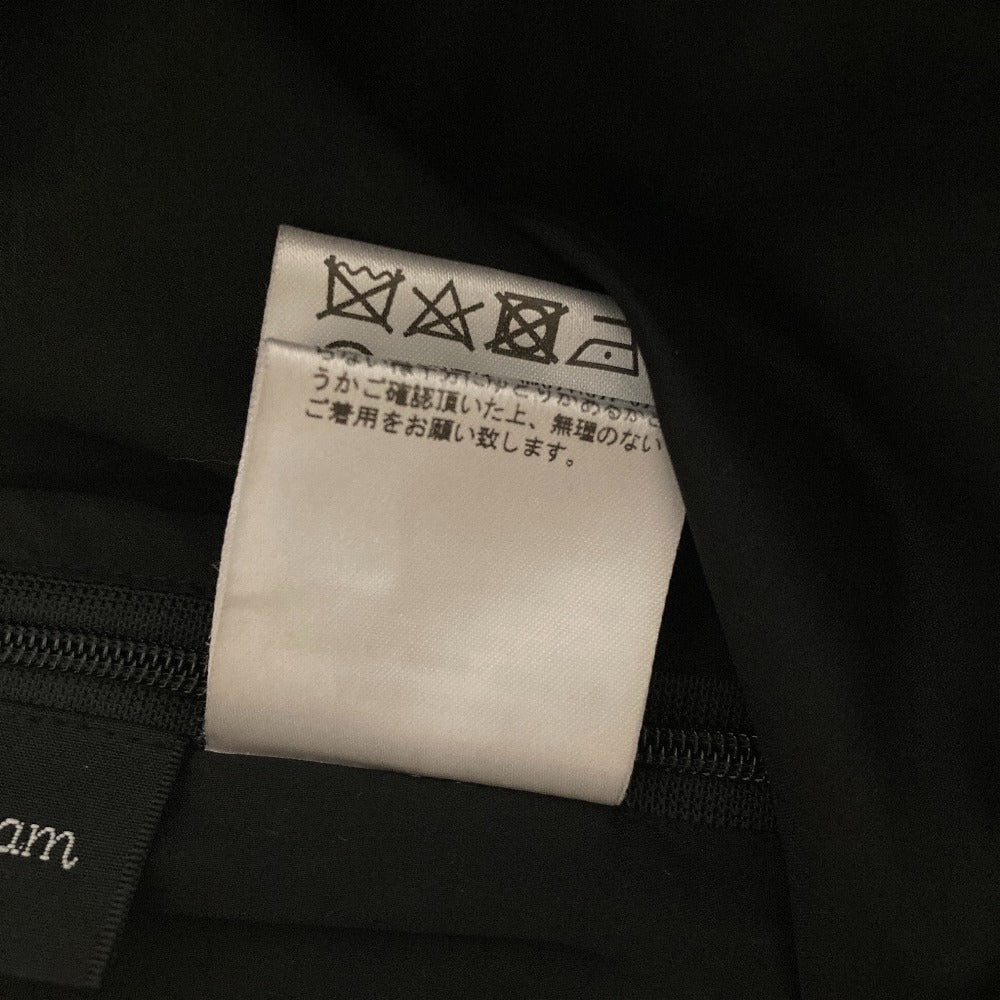 うかご確認頂いた上、無理のない
ご着用をお願い致します。
am